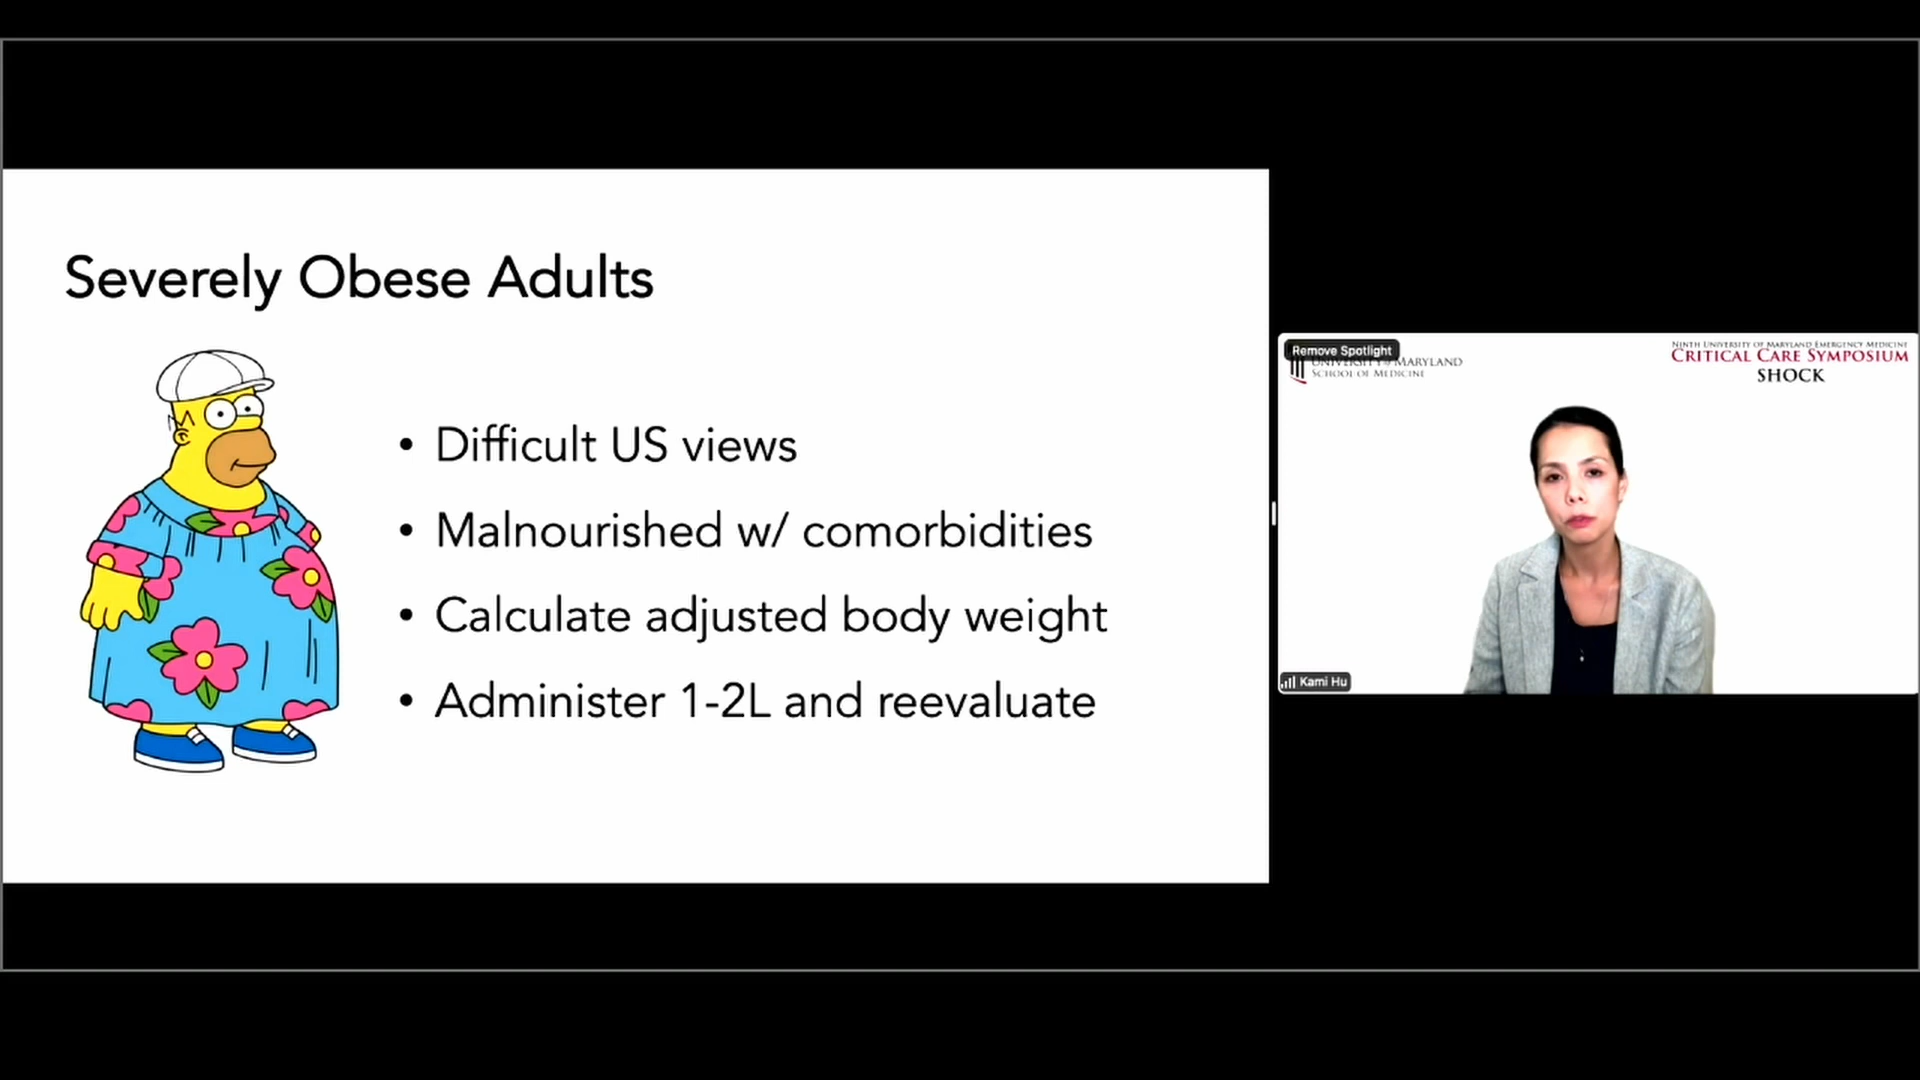 Severely Obese Adults
• Difficult US views
• Malnourished w/ comorbidities
• Calculate adjusted body weight
• Administer 1-2L and reevaluate
Remove Spotlight
UNIVERSITY of MARYLAND
SCHOOL OF MEDICINE
NINTH UNIVERSITY OF MARYLAND EMERGENCY MEDICINE
CRITICAL CARE SYMPOSIUM
SHOCK
Kami Hu